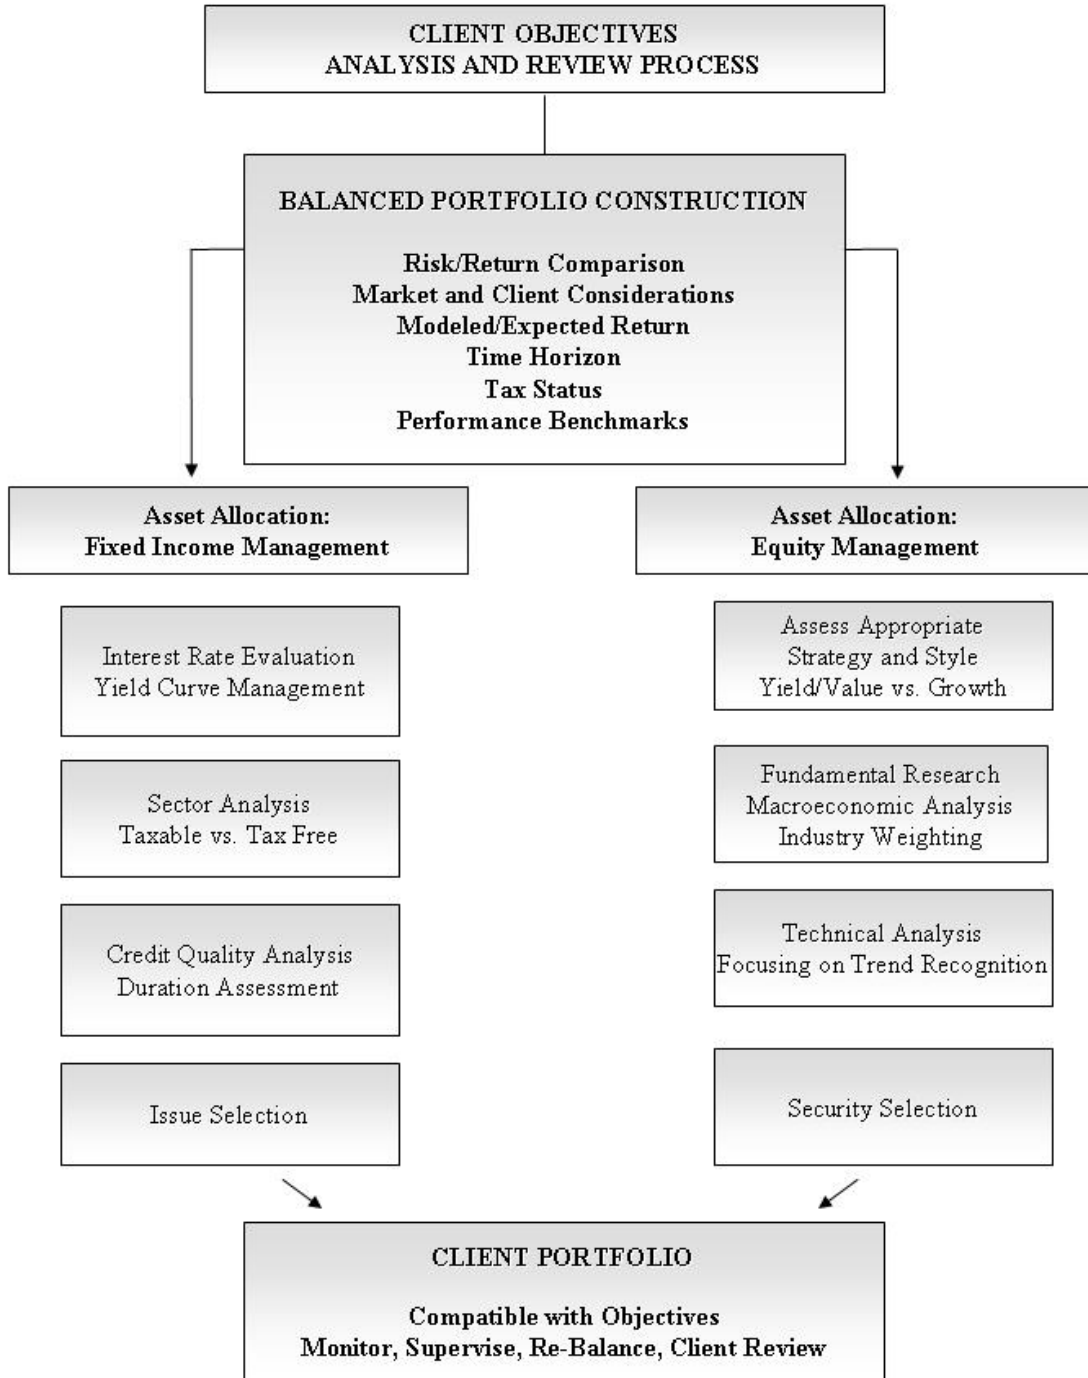 CLIENT OBJECTIVES
ANALYSIS AND REVIEW PROCESS
BALANCED PORTFOLIO CONSTRUCTION
Risk/Return Comparison
Market and Client Considerations
Modeled/Expected Return
Time Horizon
Tax Status
Performance Benchmarks
Asset Allocation:
Fixed Income Management
Interest Rate Evaluation
Yield Curve Management
Sector Analysis
Taxable vs. Tax Free
Credit Quality Analysis
Duration Assessment
Issue Selection
Asset Allocation:
Equity Management
Assess Appropriate
Strategy and Style
Yield/Value vs. Growth
Fundamental Research
Macroeconomic Analysis
Industry Weighting
Technical Analysis
Focusing on Trend Recognition
Security Selection
CLIENT PORTFOLIO
Compatible with Objectives
Monitor, Supervise, Re-Balance, Client Review